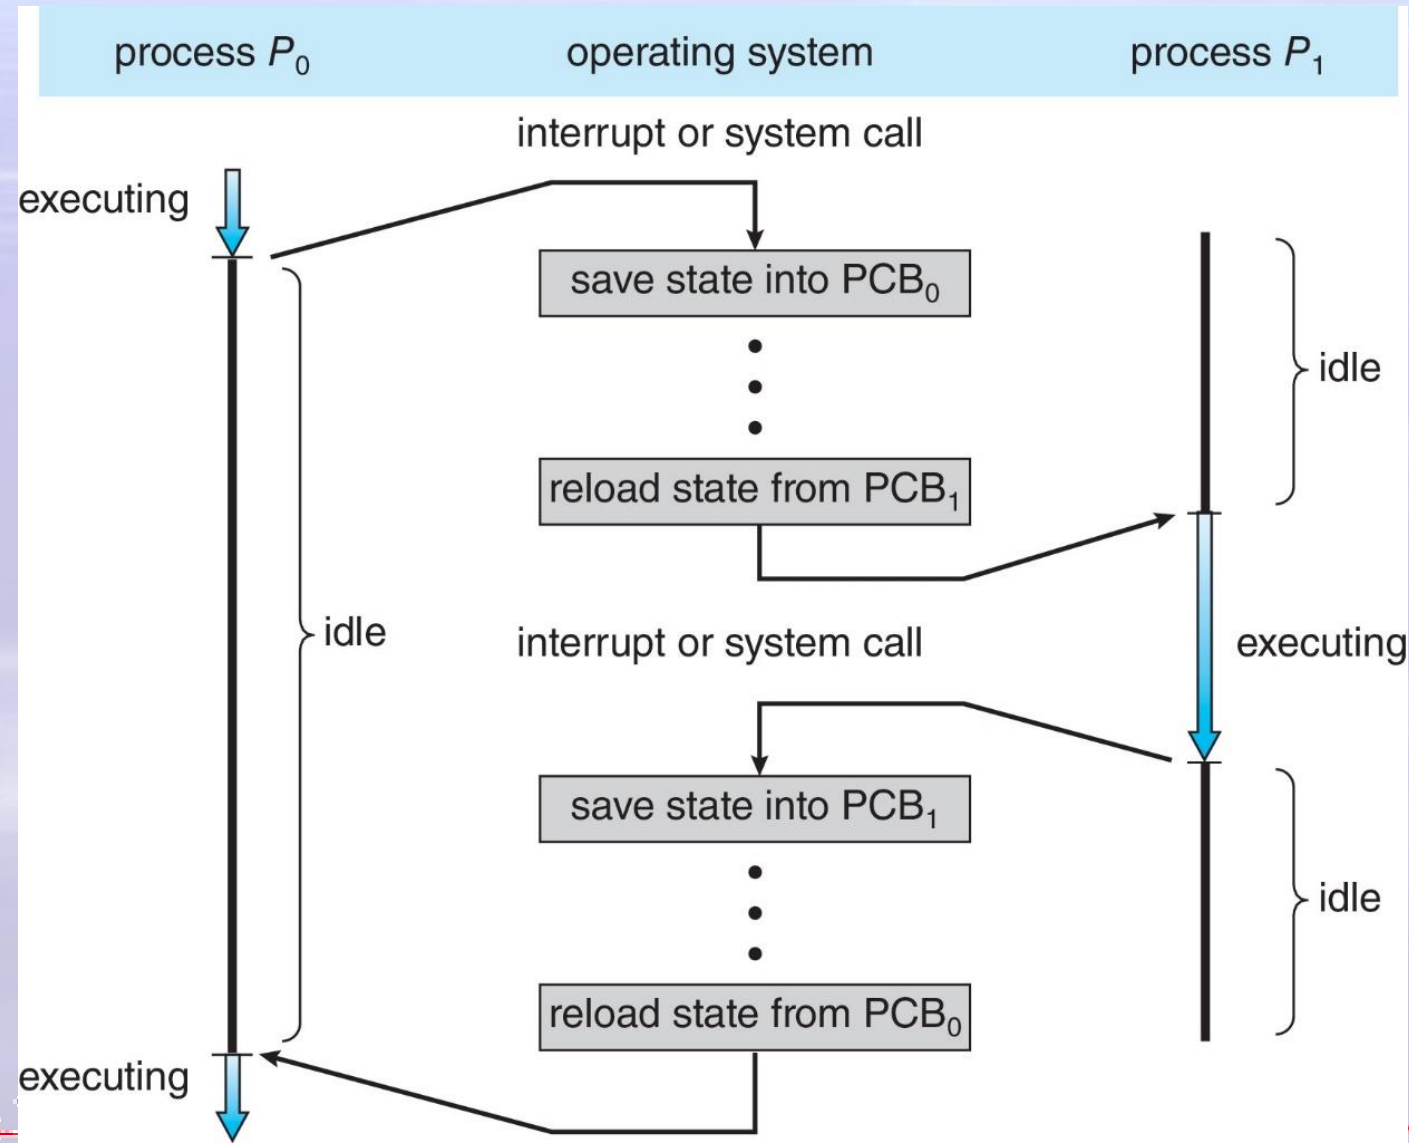 process P₀ operating system process P₁
interrupt or system call
executing
save state into PCB₀
idle
reload state from PCB₁
idle
interrupt or system call
executing
save state into PCB₁
idle
reload state from PCB₀
executing